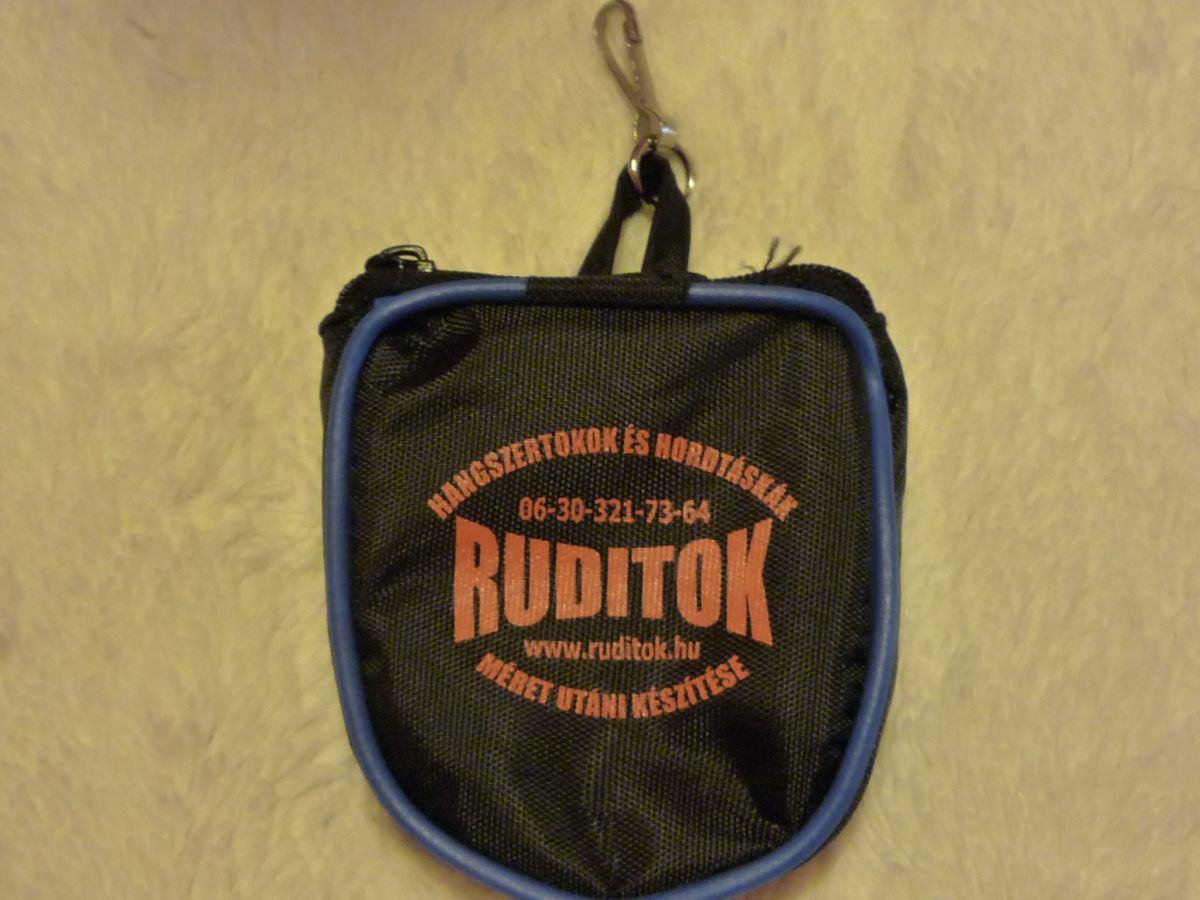 HANGSZERTOKOK ÉS HORDTÁSKÁK
06-30-321-73-64
RUDITOK
www.ruditok.hu
MÉRET UTÁNI KÉSZÍTÉSE